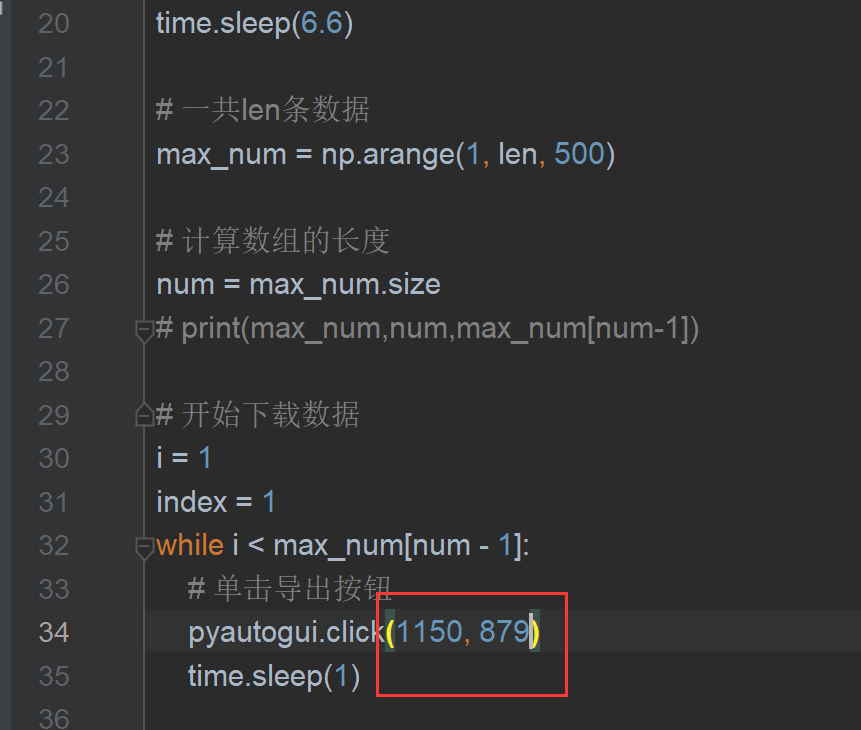 20 time.sleep(6.6)
21
22 # 一共len条数据
23 max_num = np.arange(1, len, 500)
24
25 # 计算数组的长度
26 num = max_num.size
27 # print(max_num,num,max_num[num-1])
28
29 # 开始下载数据
30 i = 1
31 index = 1
32 while i < max_num[num - 1]:
33 # 单击导出按钮
34 pyautogui.click(1150, 879)
35 time.sleep(1)
36